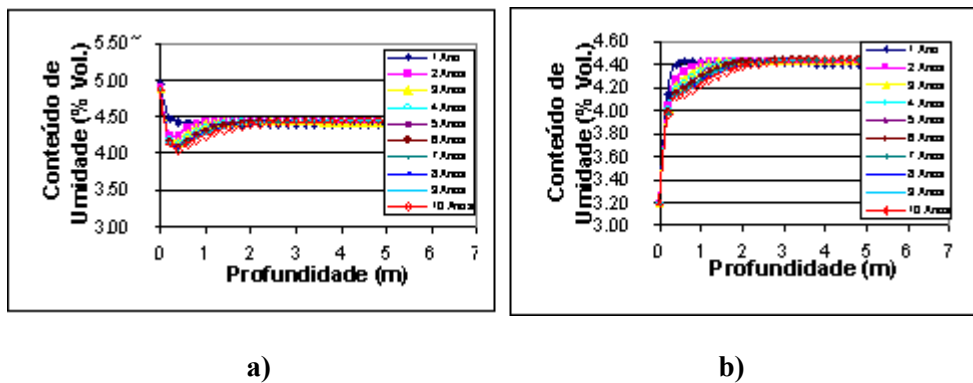 5.50~
5.00
4.50
4.00
3.50
3.00
Conteúdo de
Umidade (% Vol.)
0 1 2 3 4 5 6 7
Profundidade (m)
1 Ano
2 Anos
3 Anos
4 Anos
5 Anos
6 Anos
7 Anos
8 Anos
9 Anos
10 Anos
a)
4.60
4.40
4.20
4.00
3.80
3.60
3.40
3.20
3.00
Conteúdo de
Umidade (% Vol.)
0 1 2 3 4 5 6 7
Profundidade (m)
1 Ano
2 Anos
3 Anos
4 Anos
5 Anos
6 Anos
7 Anos
8 Anos
9 Anos
10 Anos
b)